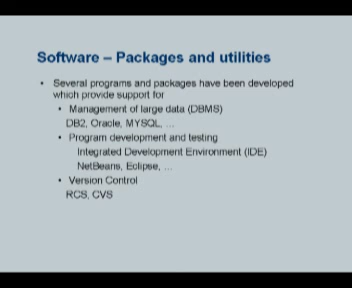 Software – Packages and utilities
• Several programs and packages have been developed
which provide support for
• Management of large data (DBMS)
DB2, Oracle, MYSQL, ...
• Program development and testing
Integrated Development Environment (IDE)
NetBeans, Eclipse, ...
• Version Control
RCS, CVS